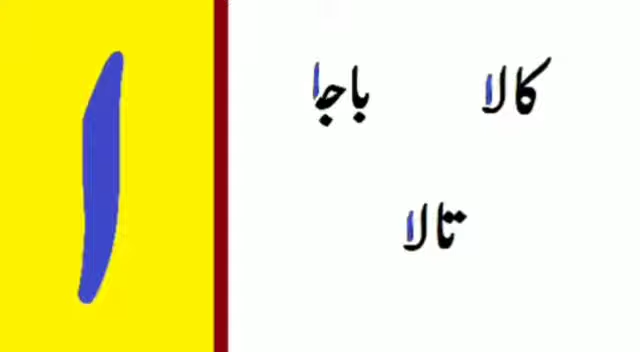 ا
کالا باجا
تالا